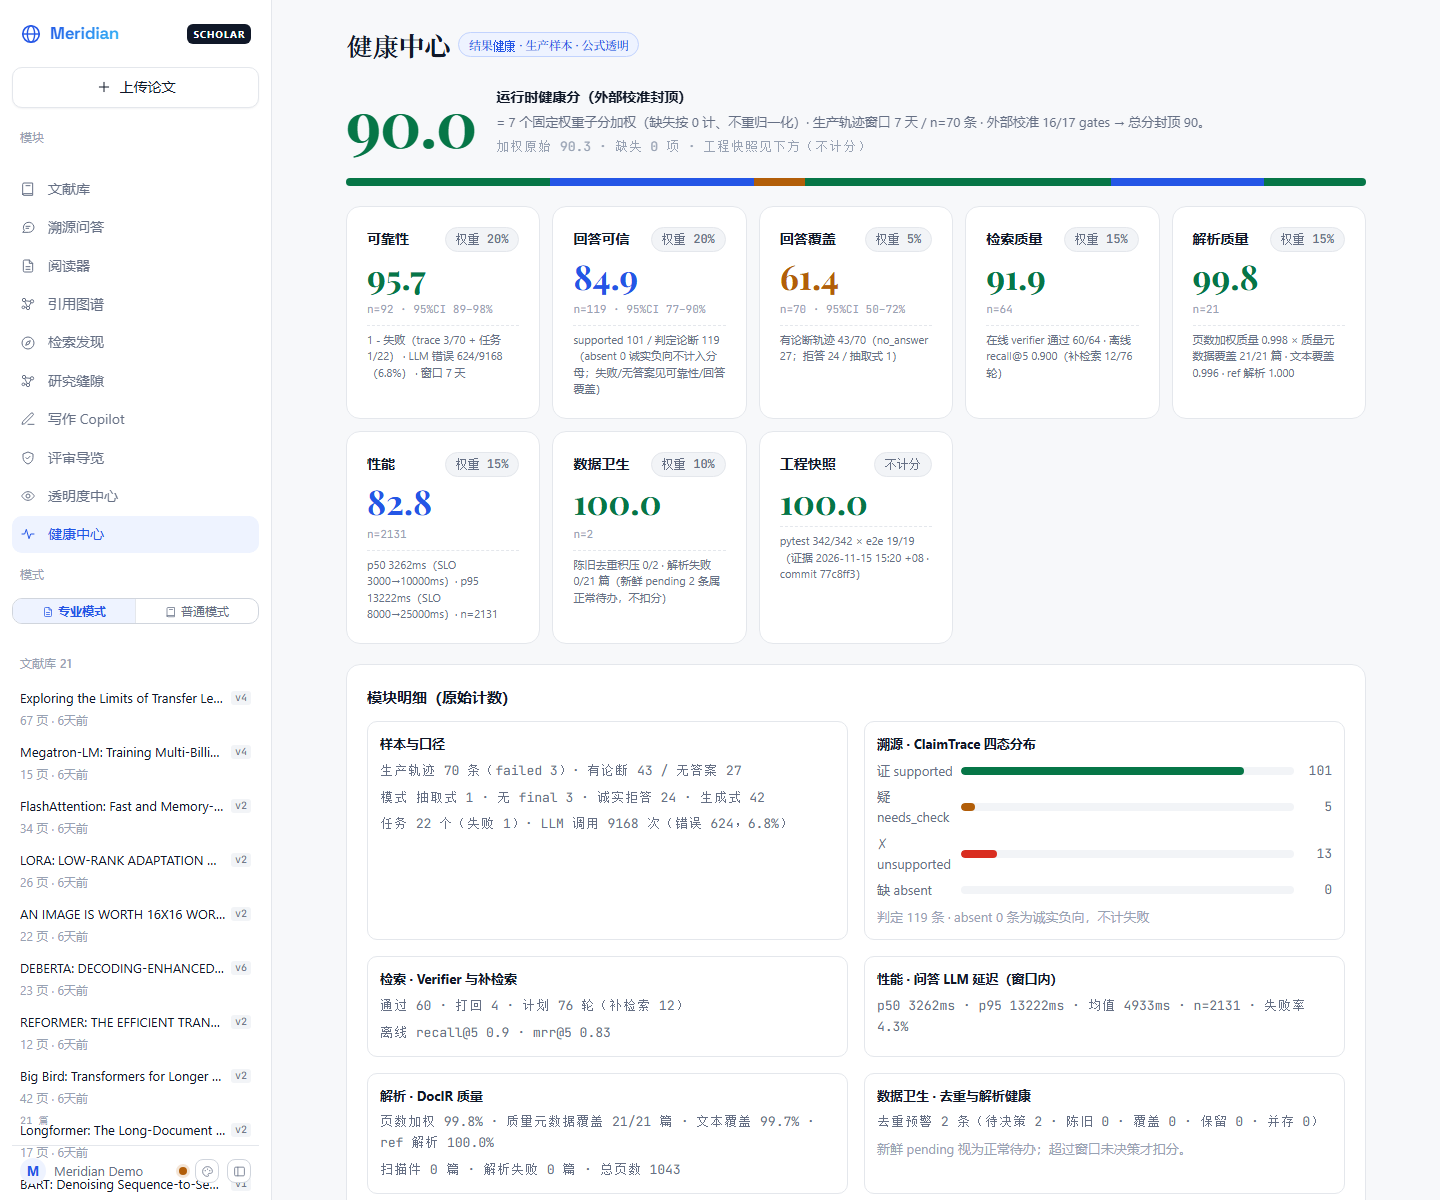 Meridian
SCHOLAR
上传论文
模块
文献库
溯源问答
阅读器
引用图谱
检索发现
研究缝隙
写作 Copilot
评审导览
透明度中心
健康中心
模式
专业模式
普通模式
文献库 21
Exploring the Limits of Transfer Le... v4
67 页 · 6天前
Megatron-LM: Training Multi-Billi... v4
15 页 · 6天前
FlashAttention: Fast and Memory-... v2
34 页 · 6天前
LORA: LOW-RANK ADAPTATION ... v2
26 页 · 6天前
AN IMAGE IS WORTH 16X16 WOR... v2
22 页 · 6天前
DEBERTA: DECODING-ENHANCED... v6
23 页 · 6天前
REFORMER: THE EFFICIENT TRAN... v2
12 页 · 6天前
Big Bird: Transformers for Longer ... v2
42 页 · 6天前
21 篇
Longformer: The Long-Document ... v2
17 页 · 6天前
M Meridian Demo
BART: Denoising Sequence-to-Se... v1
健康中心
结果健康 · 生产样本 · 公式透明
90.0
运行时健康分（外部校准封顶）
= 7 个固定权重子分加权（缺失按 0 计、不重归一化）· 生产轨迹窗口 7 天 / n=70 条 · 外部校准 16/17 gates → 总分封顶 90。
加权原始 90.3 · 缺失 0 项 · 工程快照见下方（不计分）
可靠性 权重 20%
95.7
n=92 · 95%CI 89–98%
1 - 失败（trace 3/70 + 任务
1/22）· LLM 错误 624/9168
（6.8%）· 窗口 7 天
回答可信 权重 20%
84.9
n=119 · 95%CI 77–90%
supported 101 / 判定论断 119
（absent 0 诚实负向不计入分
母；失败/无答案见可靠性/回答
覆盖）
回答覆盖 权重 5%
61.4
n=70 · 95%CI 50–72%
有论断轨迹 43/70（no_answer
27；拒答 24 / 抽取式 1）
检索质量 权重 15%
91.9
n=64
在线 verifier 通过 60/64 · 离线
recall@5 0.900（补检索 12/76
轮）
解析质量 权重 15%
99.8
n=21
页数加权质量 0.998 × 质量元
数据覆盖 21/21 篇 · 文本覆盖
0.996 · ref 解析 1.000
性能 权重 15%
82.8
n=2131
p50 3262ms（SLO
3000→10000ms）· p95
13222ms（SLO
8000→25000ms）· n=2131
数据卫生 权重 10%
100.0
n=2
陈旧去重积压 0/2 · 解析失败
0/21 篇（新鲜 pending 2 条属
正常待办，不扣分）
工程快照 不计分
100.0
pytest 342/342 × e2e 19/19
（证据 2026-11-15 15:20 +08 ·
commit 77c8ff3）
模块明细（原始计数）
样本与口径
生产轨迹 70 条（failed 3）· 有论断 43 / 无答案 27
模式 抽取式 1 · 无 final 3 · 诚实拒答 24 · 生成式 42
任务 22 个（失败 1）· LLM 调用 9168 次（错误 624，6.8%）
溯源 · ClaimTrace 四态分布
证 supported 101
疑
needs_check 5
✗
unsupported 13
缺 absent 0
判定 119 条 · absent 0 条为诚实负向，不计失败
检索 · Verifier 与补检索
通过 60 · 打回 4 · 计划 76 轮（补检索 12）
离线 recall@5 0.9 · mrr@5 0.83
性能 · 问答 LLM 延迟（窗口内）
p50 3262ms · p95 13222ms · 均值 4933ms · n=2131 · 失败率
4.3%
解析 · DocIR 质量
页数加权 99.8% · 质量元数据覆盖 21/21 篇 · 文本覆盖 99.7% ·
ref 解析 100.0%
扫描件 0 篇 · 解析失败 0 篇 · 总页数 1043
数据卫生 · 去重与解析健康
去重预警 2 条（待决策 2 · 陈旧 0 · 覆盖 0 · 保留 0 · 并存 0）
新鲜 pending 视为正常待办；超过窗口未决策才扣分。